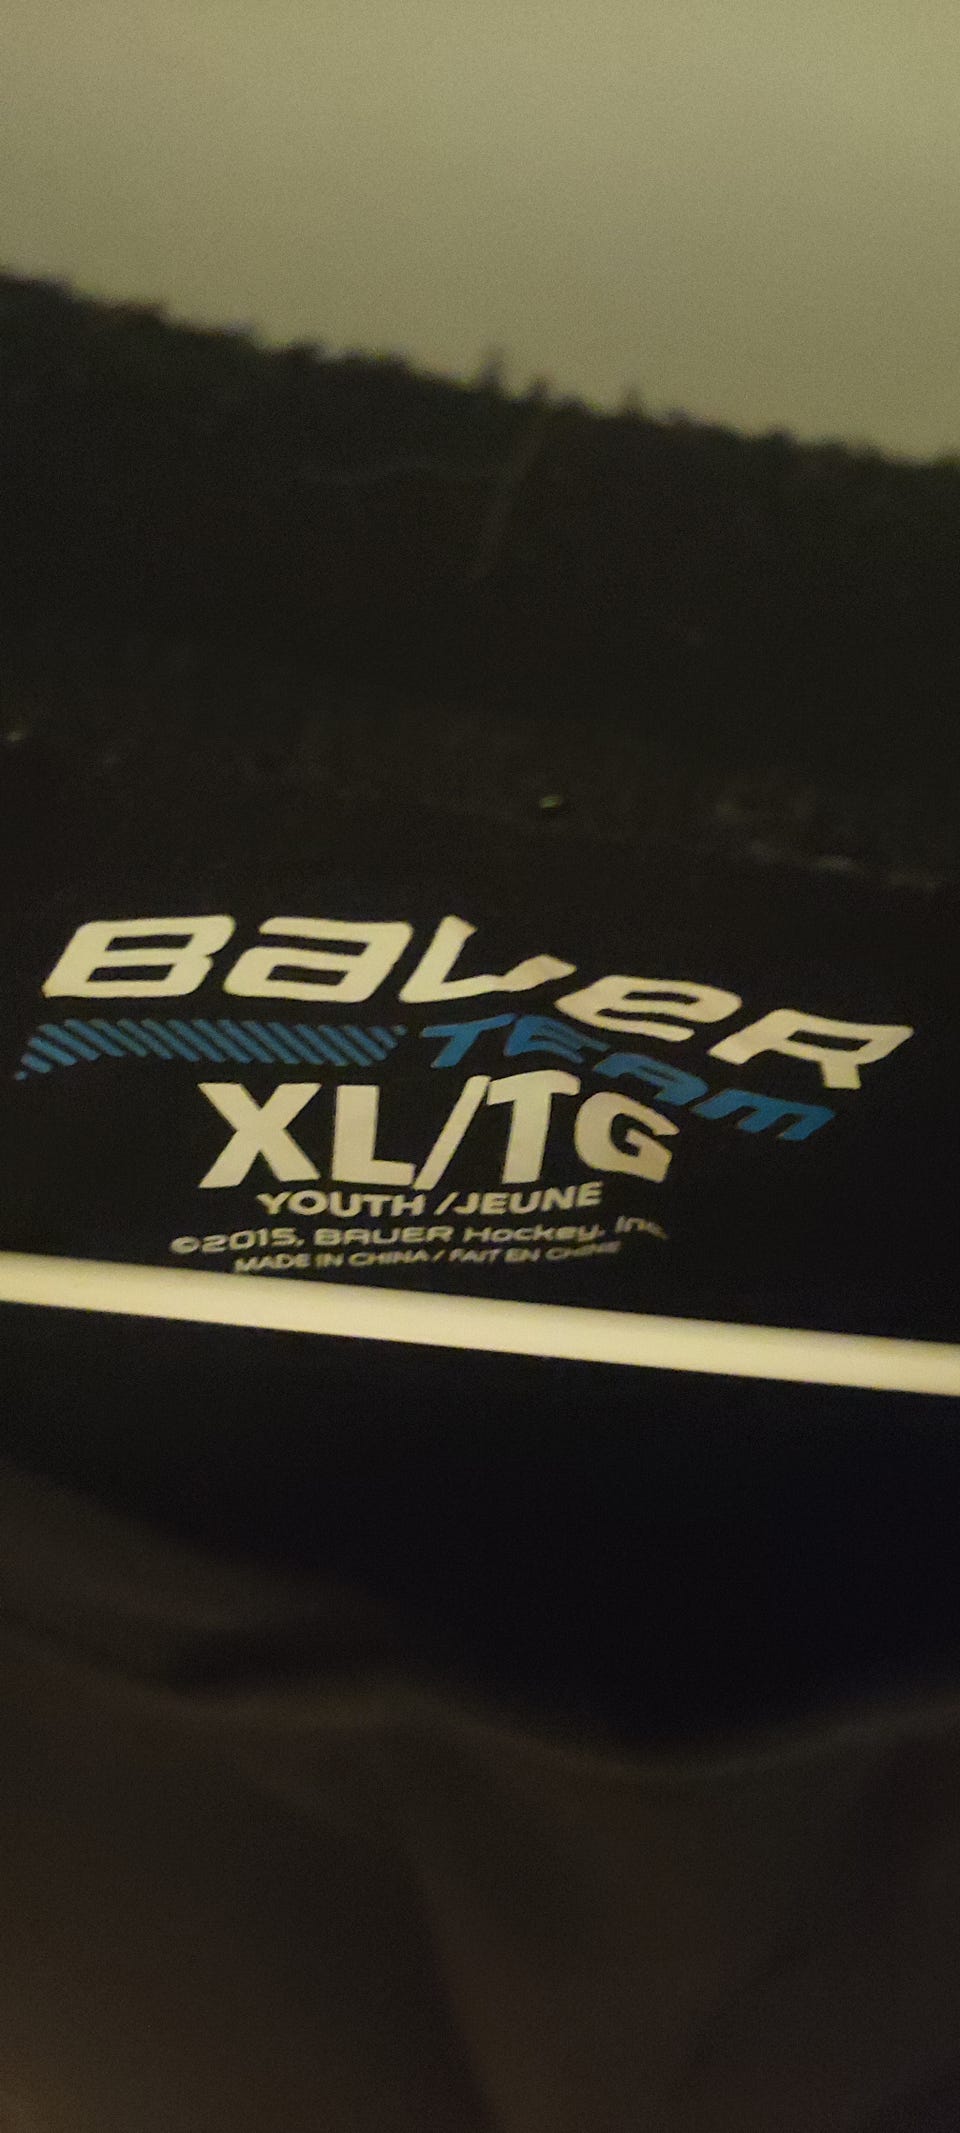 BAUER
TEAM
XL/TG
YOUTH / JEUNE
©2015, BAUER Hockey, Inc.
MADE IN CHINA / FAIT EN CHINE